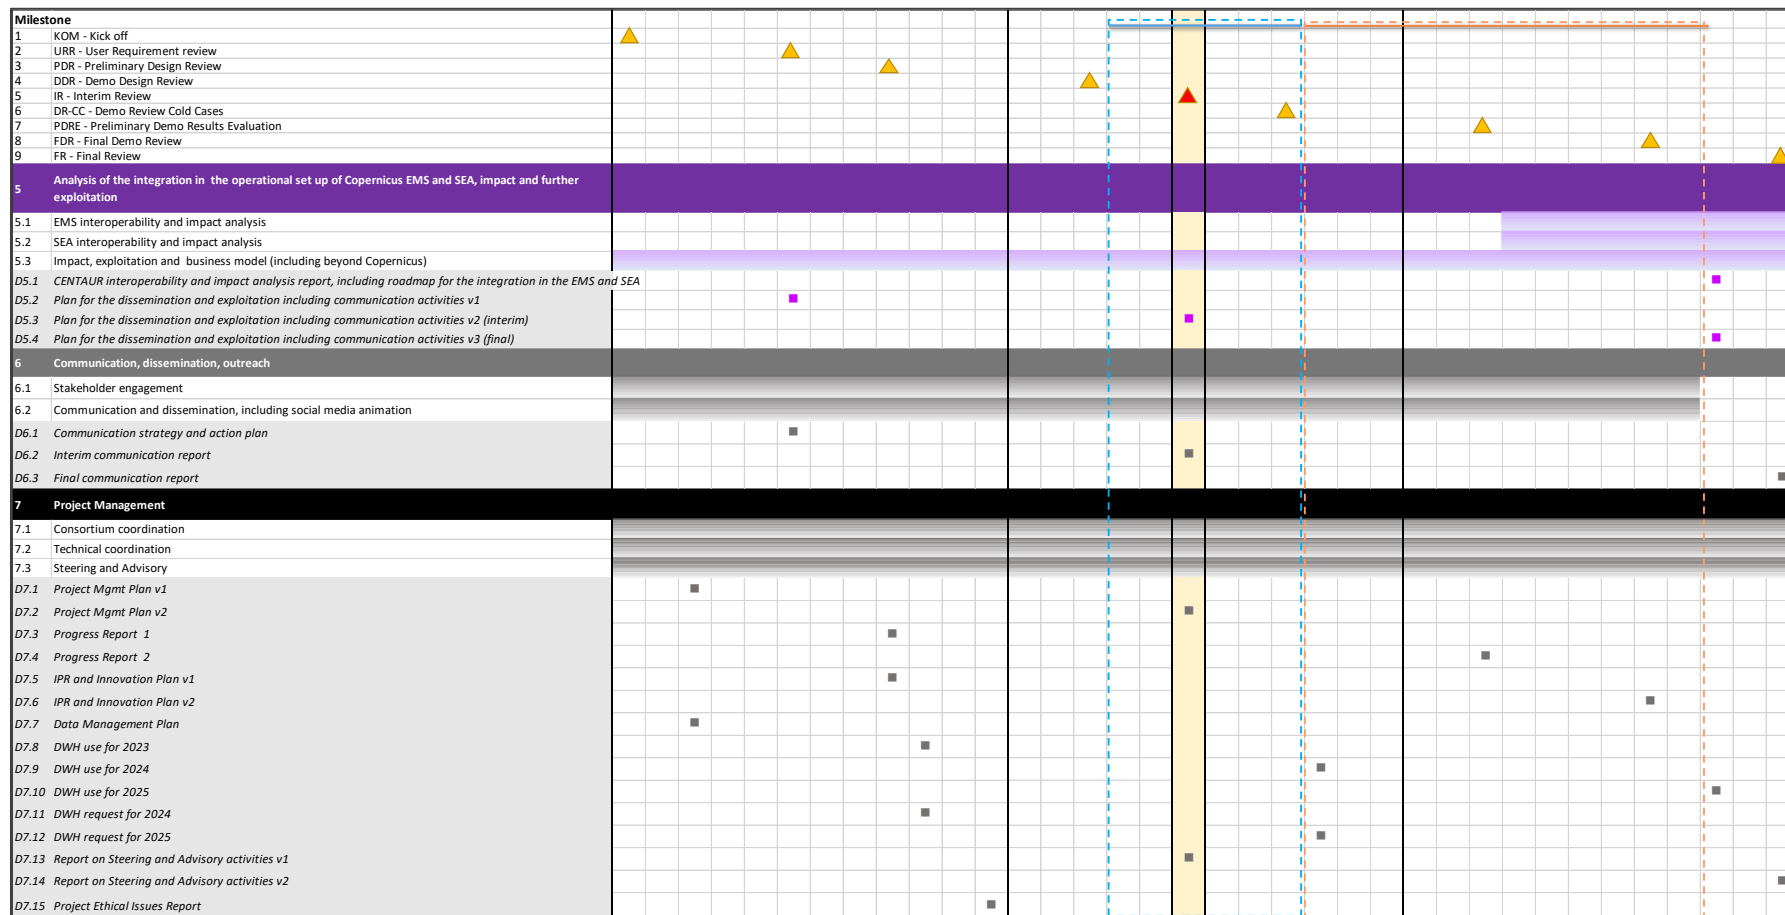 Milestone
1 KOM - Kick off
2 URR - User Requirement review
3 PDR - Preliminary Design Review
4 DDR - Demo Design Review
5 IR - Interim Review
6 DR-CC - Demo Review Cold Cases
7 PDRE - Preliminary Demo Results Evaluation
8 FDR - Final Demo Review
9 FR - Final Review
5 Analysis of the integration in the operational set up of Copernicus EMS and SEA, impact and further
exploitation
5.1 EMS interoperability and impact analysis
5.2 SEA interoperability and impact analysis
5.3 Impact, exploitation and business model (including beyond Copernicus)
D5.1 CENTAUR interoperability and impact analysis report, including roadmap for the integration in the EMS and SEA
D5.2 Plan for the dissemination and exploitation including communication activities v1
D5.3 Plan for the dissemination and exploitation including communication activities v2 (interim)
D5.4 Plan for the dissemination and exploitation including communication activities v3 (final)
6 Communication, dissemination, outreach
6.1 Stakeholder engagement
6.2 Communication and dissemination, including social media animation
D6.1 Communication strategy and action plan
D6.2 Interim communication report
D6.3 Final communication report
7 Project Management
7.1 Consortium coordination
7.2 Technical coordination
7.3 Steering and Advisory
D7.1 Project Mgmt Plan v1
D7.2 Project Mgmt Plan v2
D7.3 Progress Report 1
D7.4 Progress Report 2
D7.5 IPR and Innovation Plan v1
D7.6 IPR and Innovation Plan v2
D7.7 Data Management Plan
D7.8 DWH use for 2023
D7.9 DWH use for 2024
D7.10 DWH use for 2025
D7.11 DWH request for 2024
D7.12 DWH request for 2025
D7.13 Report on Steering and Advisory activities v1
D7.14 Report on Steering and Advisory activities v2
D7.15 Project Ethical Issues Report